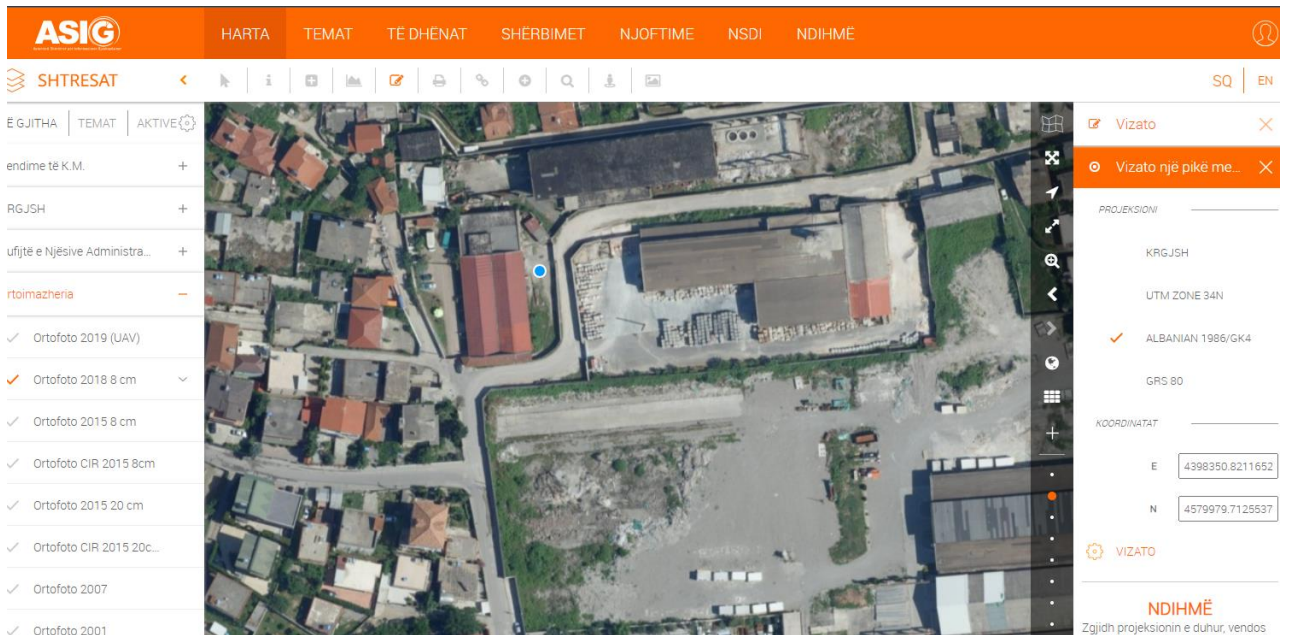 ASIG
HARTA TEMAT TË DHËNAT SHËRBIMET NJOFTIME NSDI NDIHMË
SHTRESAT
SQ EN
Ë GJITHA TEMAT AKTIVE
endime të K.M.
RGJSH
ufijtë e Njësive Administra...
rtoimazheria
Ortofoto 2019 (UAV)
Ortofoto 2018 8 cm
Ortofoto 2015 8 cm
Ortofoto CIR 2015 8cm
Ortofoto 2015 20 cm
Ortofoto CIR 2015 20c...
Ortofoto 2007
Ortofoto 2001
Vizato
Vizato një pikë me...
PROJEKSIONI
KRGJSH
UTM ZONE 34N
ALBANIAN 1986/GK4
GRS 80
KOORDINATAT
E 4398350.8211652
N 4579979.7125537
VIZATO
NDIHMË
Zgjidh projeksionin e duhur, vendos